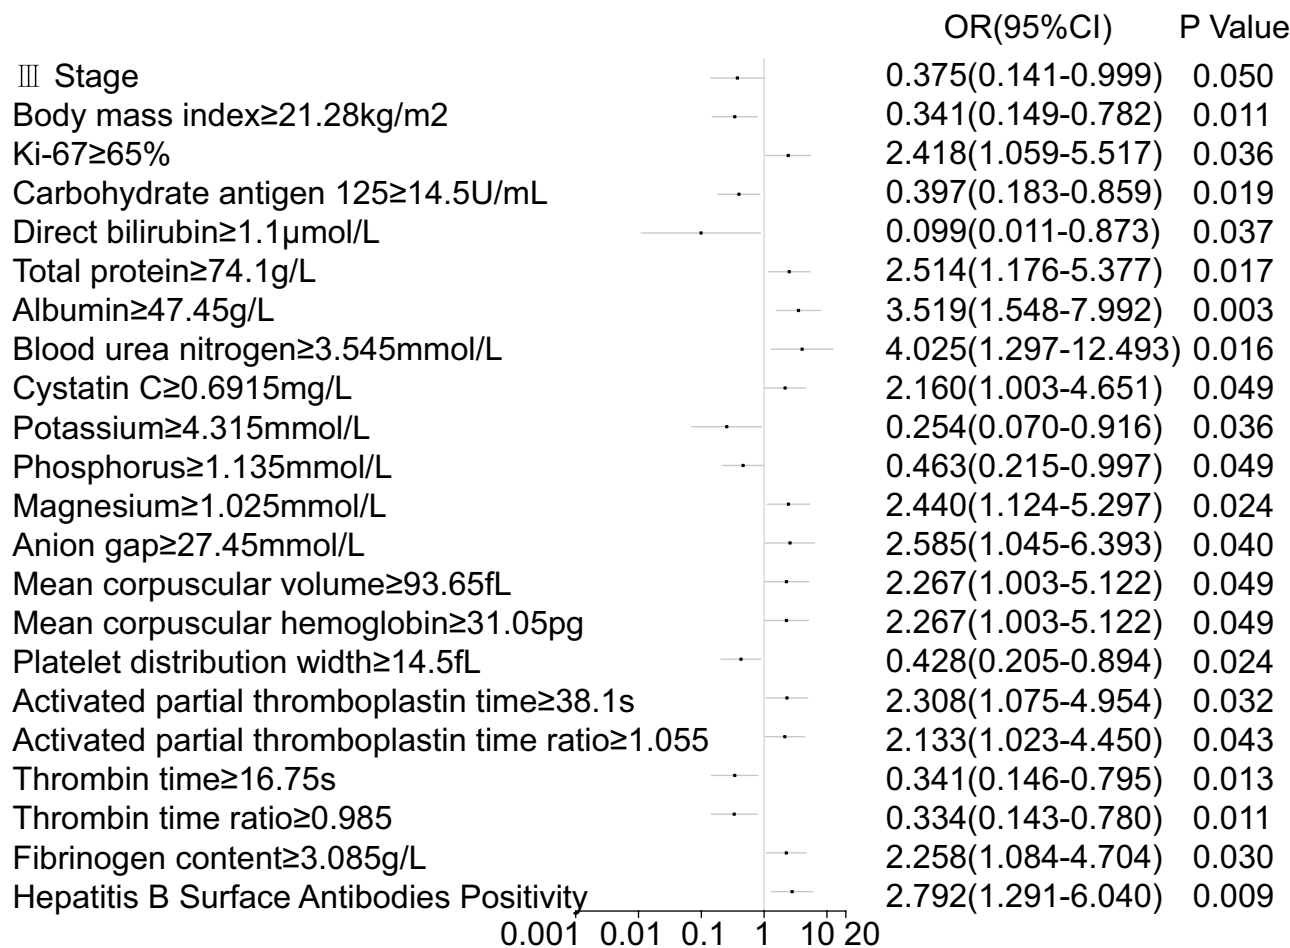 OR(95%CI) P Value
Ⅲ Stage 0.375(0.141-0.999) 0.050
Body mass index≥21.28kg/m2 0.341(0.149-0.782) 0.011
Ki-67≥65% 2.418(1.059-5.517) 0.036
Carbohydrate antigen 125≥14.5U/mL 0.397(0.183-0.859) 0.019
Direct bilirubin≥1.1μmol/L 0.099(0.011-0.873) 0.037
Total protein≥74.1g/L 2.514(1.176-5.377) 0.017
Albumin≥47.45g/L 3.519(1.548-7.992) 0.003
Blood urea nitrogen≥3.545mmol/L 4.025(1.297-12.493) 0.016
Cystatin C≥0.6915mg/L 2.160(1.003-4.651) 0.049
Potassium≥4.315mmol/L 0.254(0.070-0.916) 0.036
Phosphorus≥1.135mmol/L 0.463(0.215-0.997) 0.049
Magnesium≥1.025mmol/L 2.440(1.124-5.297) 0.024
Anion gap≥27.45mmol/L 2.585(1.045-6.393) 0.040
Mean corpuscular volume≥93.65fL 2.267(1.003-5.122) 0.049
Mean corpuscular hemoglobin≥31.05pg 2.267(1.003-5.122) 0.049
Platelet distribution width≥14.5fL 0.428(0.205-0.894) 0.024
Activated partial thromboplastin time≥38.1s 2.308(1.075-4.954) 0.032
Activated partial thromboplastin time ratio≥1.055 2.133(1.023-4.450) 0.043
Thrombin time≥16.75s 0.341(0.146-0.795) 0.013
Thrombin time ratio≥0.985 0.334(0.143-0.780) 0.011
Fibrinogen content≥3.085g/L 2.258(1.084-4.704) 0.030
Hepatitis B Surface Antibodies Positivity 2.792(1.291-6.040) 0.009
0.001 0.01 0.1 1 10 20